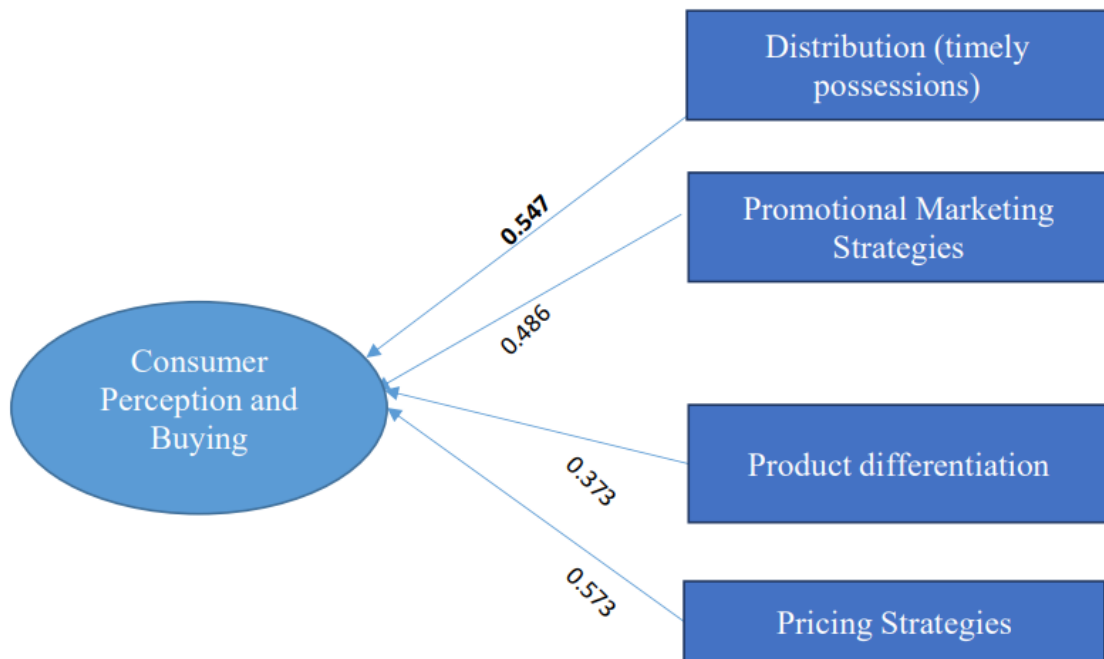 Distribution (timely
possessions)
Promotional Marketing
Strategies
0.547
0.486
Consumer
Perception and
Buying
0.373
Product differentiation
0.573
Pricing Strategies